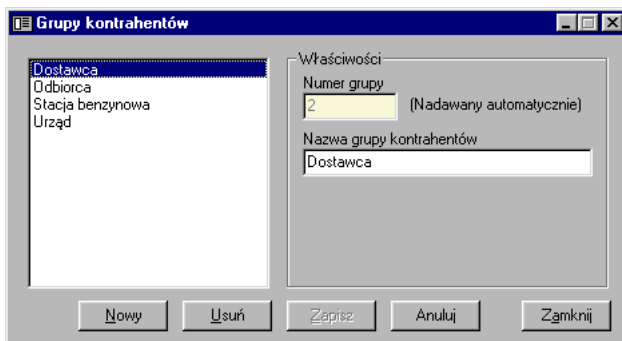 Grupy kontrahentów
Dostawca
Odbiorca
Stacja benzynowa
Urząd
Właściwości
Numer grupy
2 (Nadawany automatycznie)
Nazwa grupy kontrahentów
Dostawca
Nowy Usuń Zapisz Anuluj Zamknij